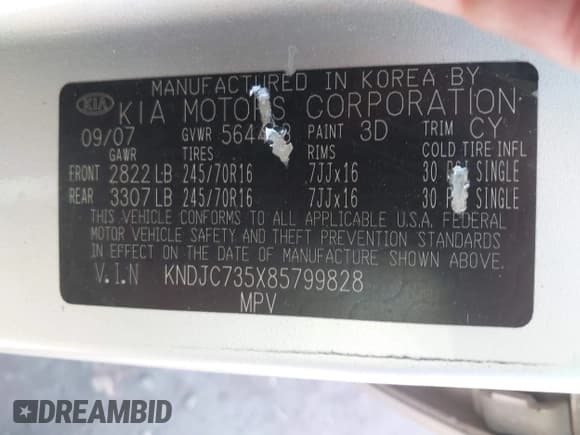 MANUFACTURED IN KOREA BY
KIA KIA MOTORS CORPORATION
09/07 GVWR PAINT 3D TRIM CY
GAWR TIRES RIMS COLD TIRE INFL
FRONT 2822 LB 245/70R16 7JJx16 30 PSI SINGLE
REAR 3307 LB 245/70R16 7JJx16 30 SINGLE
THIS VEHICLE CONFORMS TO ALL APPLICABLE U.S.A. FEDERAL
MOTOR VEHICLE SAFETY AND THEFT PREVENTION STANDARDS
IN EFFECT ON THE DATE OF MANUFACTURE SHOWN ABOVE.
V.I.N KNDJC735X85799828
MPV
DREAMBID